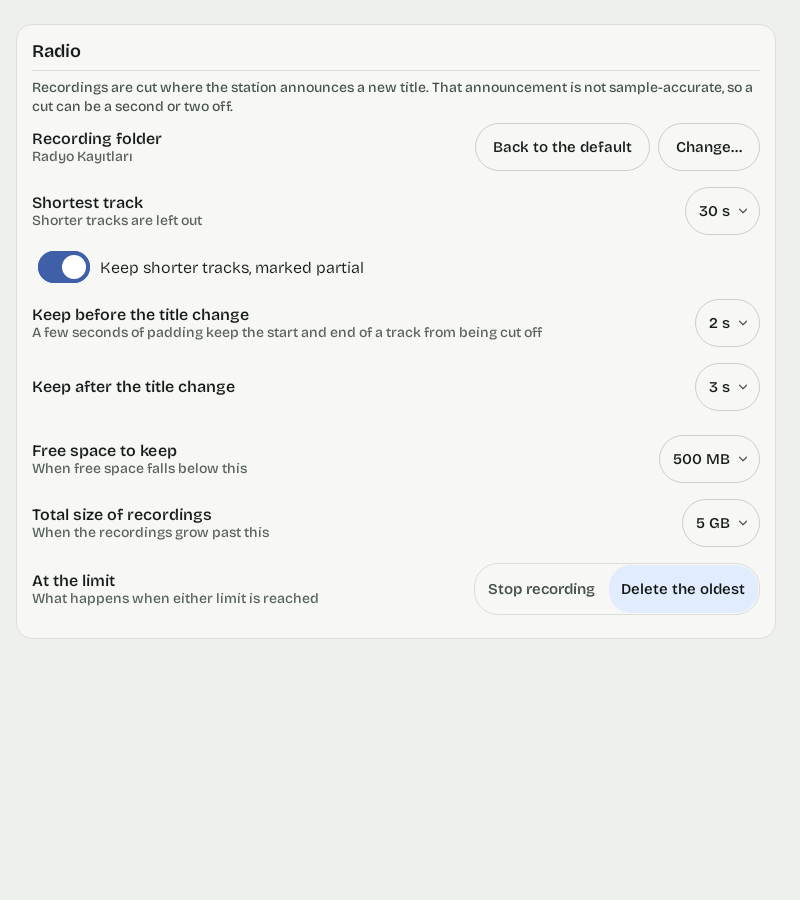 Radio
Recordings are cut where the station announces a new title. That announcement is not sample-accurate, so a
cut can be a second or two off.
Recording folder
Radyo Kayıtları
Back to the default
Change...
Shortest track
Shorter tracks are left out
30 s
Keep shorter tracks, marked partial
Keep before the title change
A few seconds of padding keep the start and end of a track from being cut off
2 s
Keep after the title change
3 s
Free space to keep
When free space falls below this
500 MB
Total size of recordings
When the recordings grow past this
5 GB
At the limit
What happens when either limit is reached
Stop recording
Delete the oldest